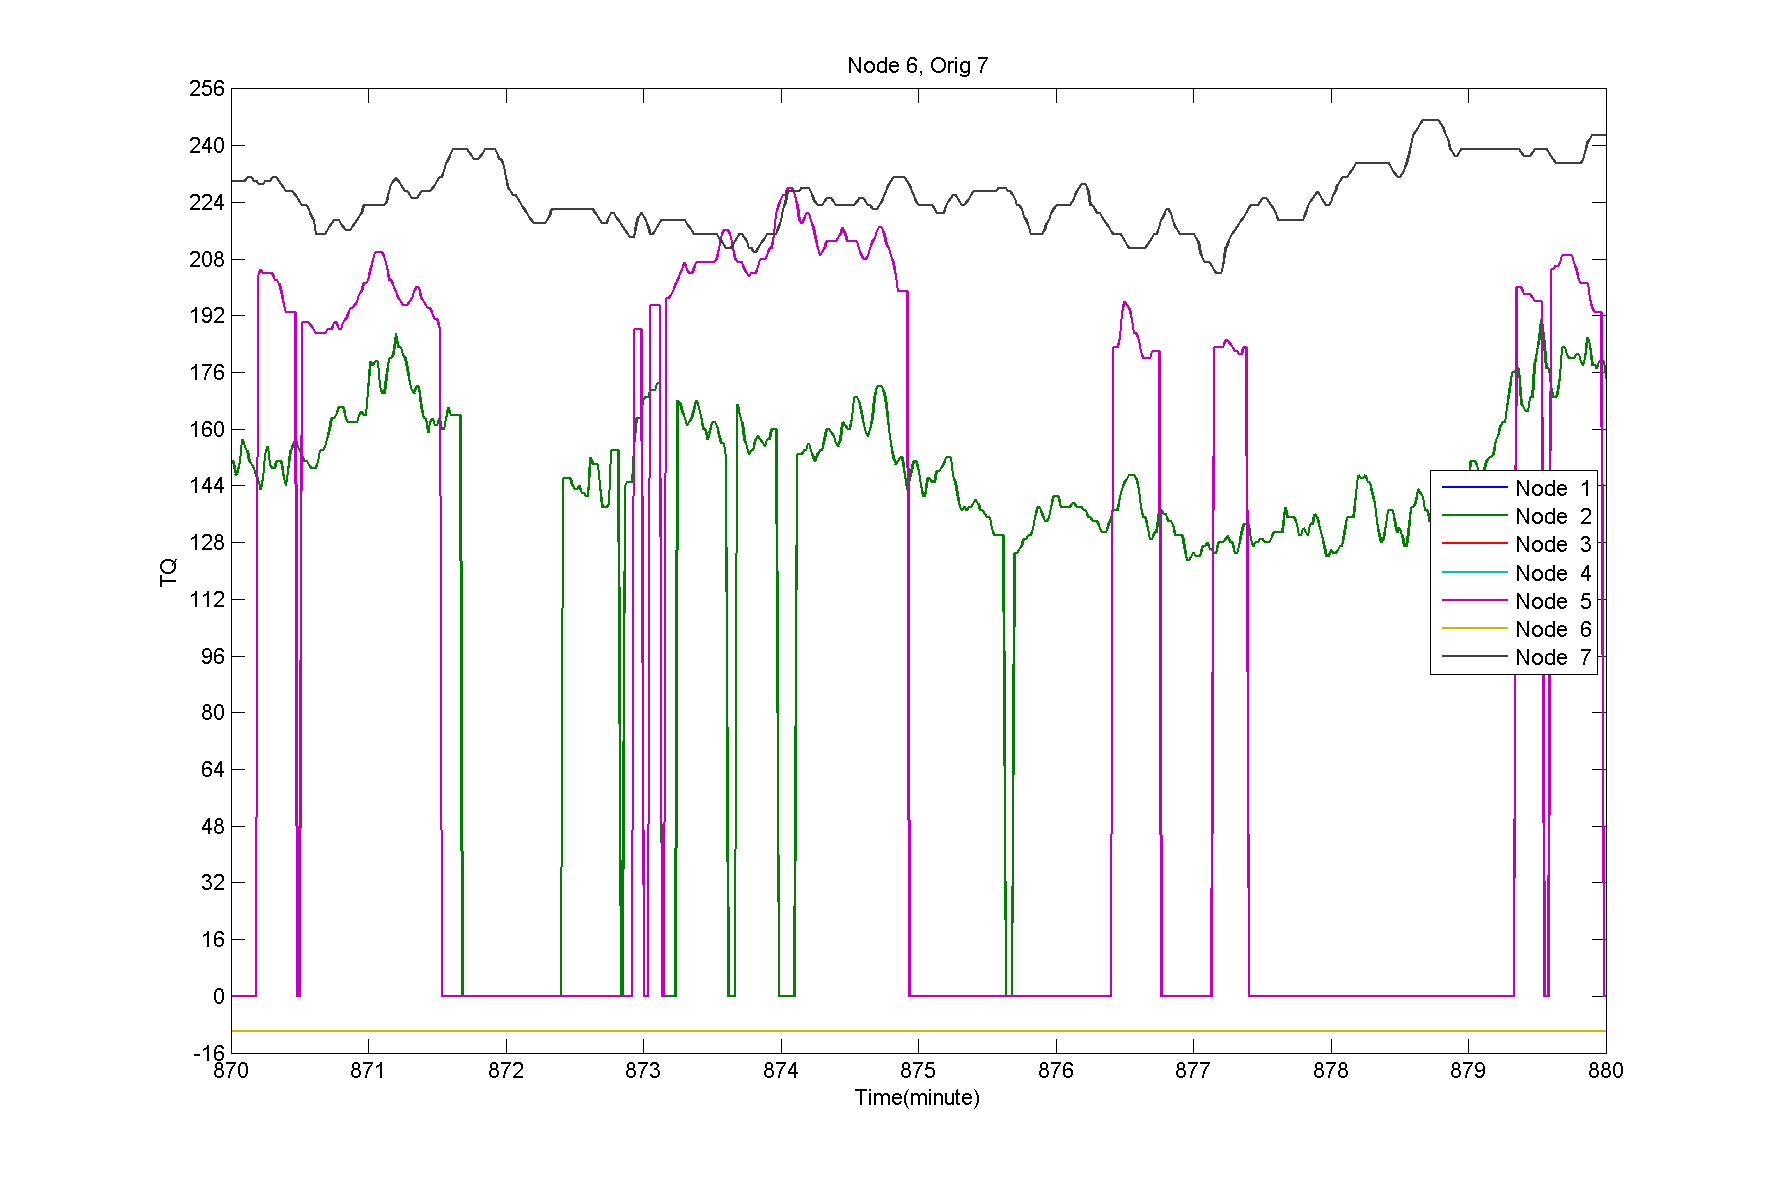 Node 6, Orig 7
256
240
224
208
192
176
160
144
128
112
96
80
64
48
32
16
0
-16
TQ
870 871 872 873 874 875 876 877 878 879 880
Time(minute)
Node 1
Node 2
Node 3
Node 4
Node 5
Node 6
Node 7